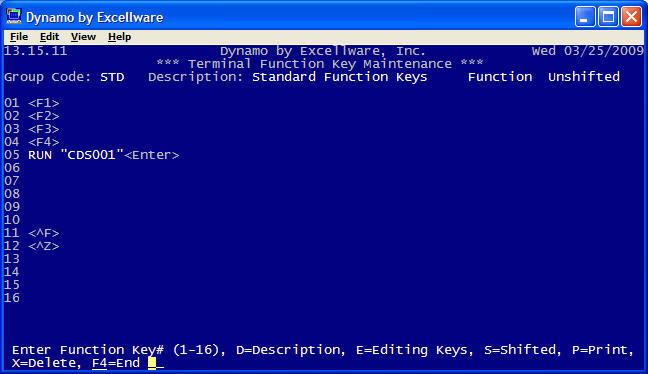 Dynamo by Excellware
File Edit View Help
13.15.11 Dynamo by Excellware, Inc. Wed 03/25/2009
*** Terminal Function Key Maintenance ***
Group Code: STD Description: Standard Function Keys Function Unshifted
01 <F1>
02 <F2>
03 <F3>
04 <F4>
05 RUN "CDS001"<Enter>
06
07
08
09
10
11 <^F>
12 <^Z>
13
14
15
16
Enter Function Key# (1-16), D=Description, E=Editing Keys, S=Shifted, P=Print,
X=Delete, F4=End